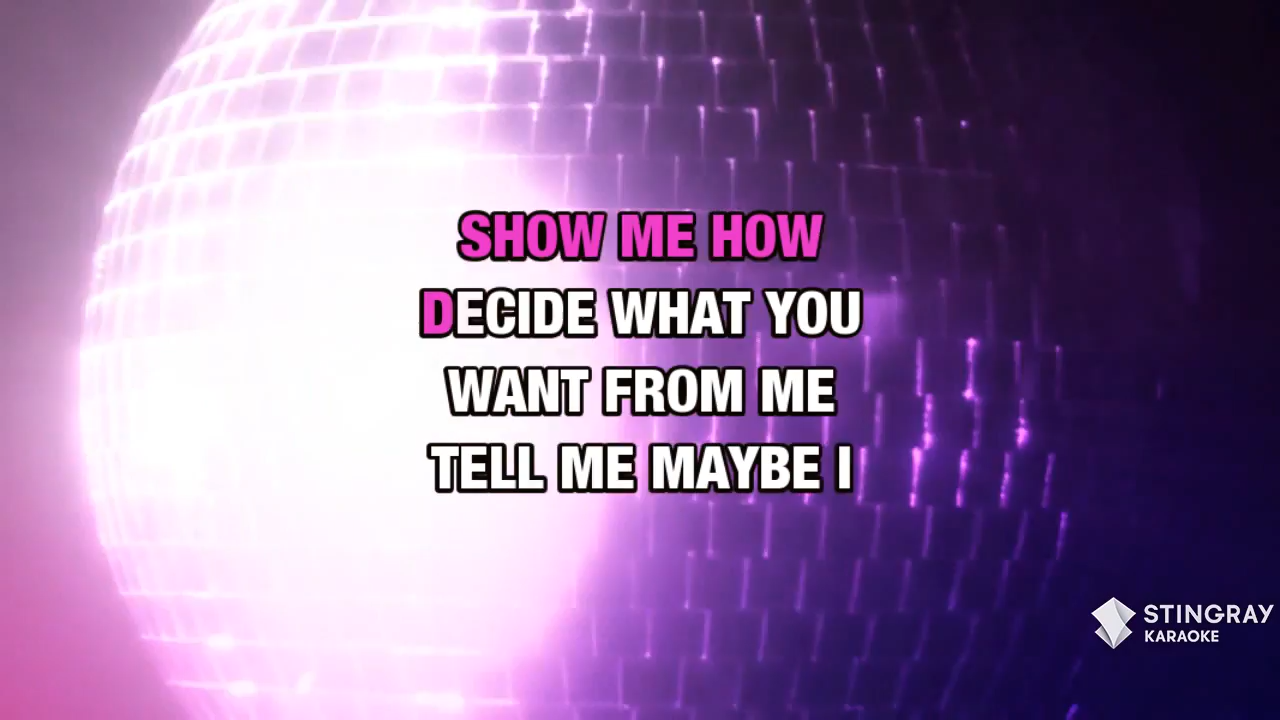 SHOW ME HOW
DECIDE WHAT YOU
WANT FROM ME
TELL ME MAYBE I
STINGRAY
KARAOKE